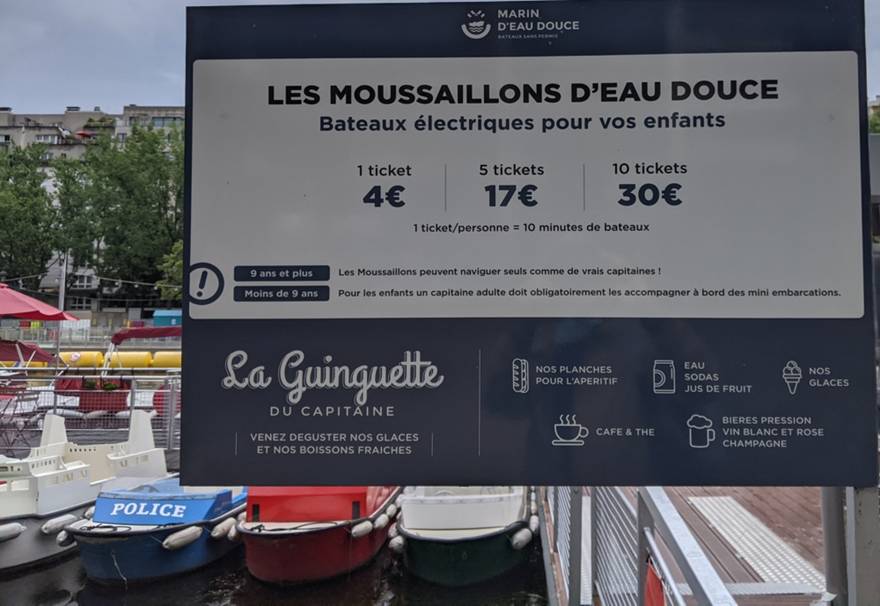 MARIN
D'EAU DOUCE
BATEAUX SANS PERMIS
LES MOUSSAILLONS D'EAU DOUCE
Bateaux électriques pour vos enfants
1 ticket
4€
5 tickets
17€
10 tickets
30€
1 ticket/personne = 10 minutes de bateaux
!
9 ans et plus
Les Moussaillons peuvent naviguer seuls comme de vrais capitaines !
Moins de 9 ans
Pour les enfants un capitaine adulte doit obligatoirement les accompagner à bord des mini embarcations.
La Guinguette
DU CAPITAINE
VENEZ DEGUSTER NOS GLACES
ET NOS BOISSONS FRAICHES
NOS PLANCHES
POUR L'APERITIF
EAU
SODAS
JUS DE FRUIT
NOS
GLACES
CAFE & THE
BIERES PRESSION
VIN BLANC ET ROSE
CHAMPAGNE
POLICE